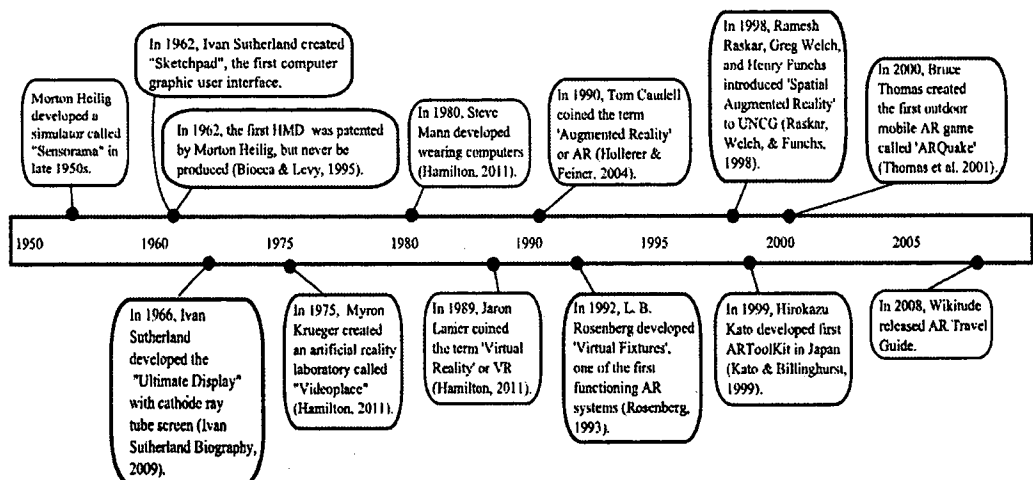 Morton Heilig
developed a
simulator called
"Sensorama" in
late 1950s.
In 1962, Ivan Sutherland created
"Sketchpad", the first computer
graphic user interface.
In 1962, the first HMD was patented
by Morton Heilig, but never be
produced (Biocca & Levy, 1995).
In 1980, Steve
Mann developed
wearing computers
(Hamilton, 2011).
In 1990, Tom Caudell
coined the term
'Augmented Reality'
or AR (Hollerer &
Feiner, 2004).
In 1998, Ramesh
Raskar, Greg Welch,
and Henry Funchs
introduced 'Spatial
Augmented Reality'
to UNCG (Raskar,
Welch, & Funchs,
1998).
In 2000, Bruce
Thomas created
the first outdoor
mobile AR game
called 'ARQuake'
(Thomas et al. 2001).
1950 1960 1975 1980 1990 1995 2000 2005
In 1966, Ivan
Sutherland
developed the
"Ultimate Display"
with cathode ray
tube screen (Ivan
Sutherland Biography,
2009).
In 1975, Myron
Krueger created
an artificial reality
laboratory called
"Videoplace"
(Hamilton, 2011).
In 1989, Jaron
Lanier coined
the term 'Virtual
Reality' or VR
(Hamilton, 2011).
In 1992, L. B.
Rosenberg developed
'Virtual Fixtures',
one of the first
functioning AR
systems (Rosenberg,
1993).
In 1999, Hirokazu
Kato developed first
ARToolKit in Japan
(Kato & Billinghurst,
1999).
In 2008, Wikitude
released AR Travel
Guide.